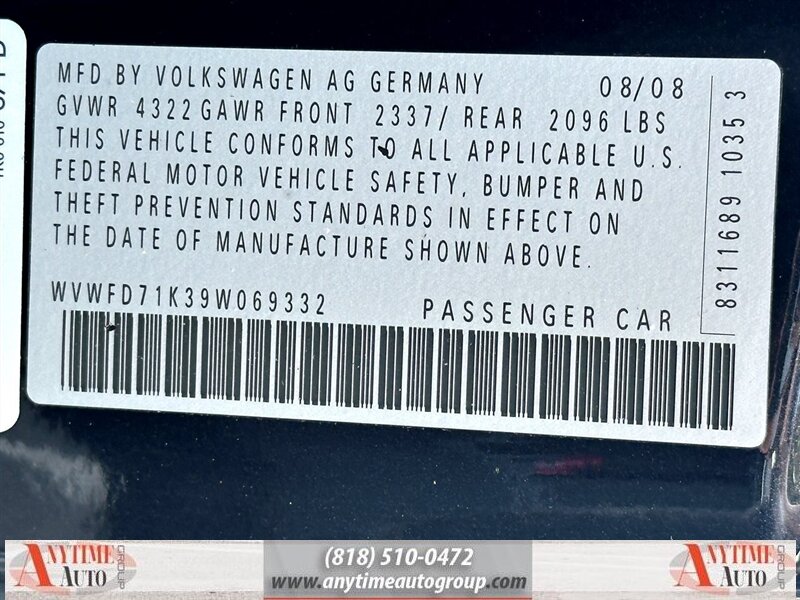 MFD BY VOLKSWAGEN AG GERMANY 08/08
GVWR 4322 GAWR FRONT 2337/ REAR 2096 LBS
THIS VEHICLE CONFORMS TO ALL APPLICABLE U.S.
FEDERAL MOTOR VEHICLE SAFETY, BUMPER AND
THEFT PREVENTION STANDARDS IN EFFECT ON
THE DATE OF MANUFACTURE SHOWN ABOVE.
WVWFD71K39W069332 PASSENGER CAR
8311689 1035 3
ANYTIME AUTO GROUP
(818) 510-0472
www.anytimeautogroup.com
ANYTIME AUTO GROUP